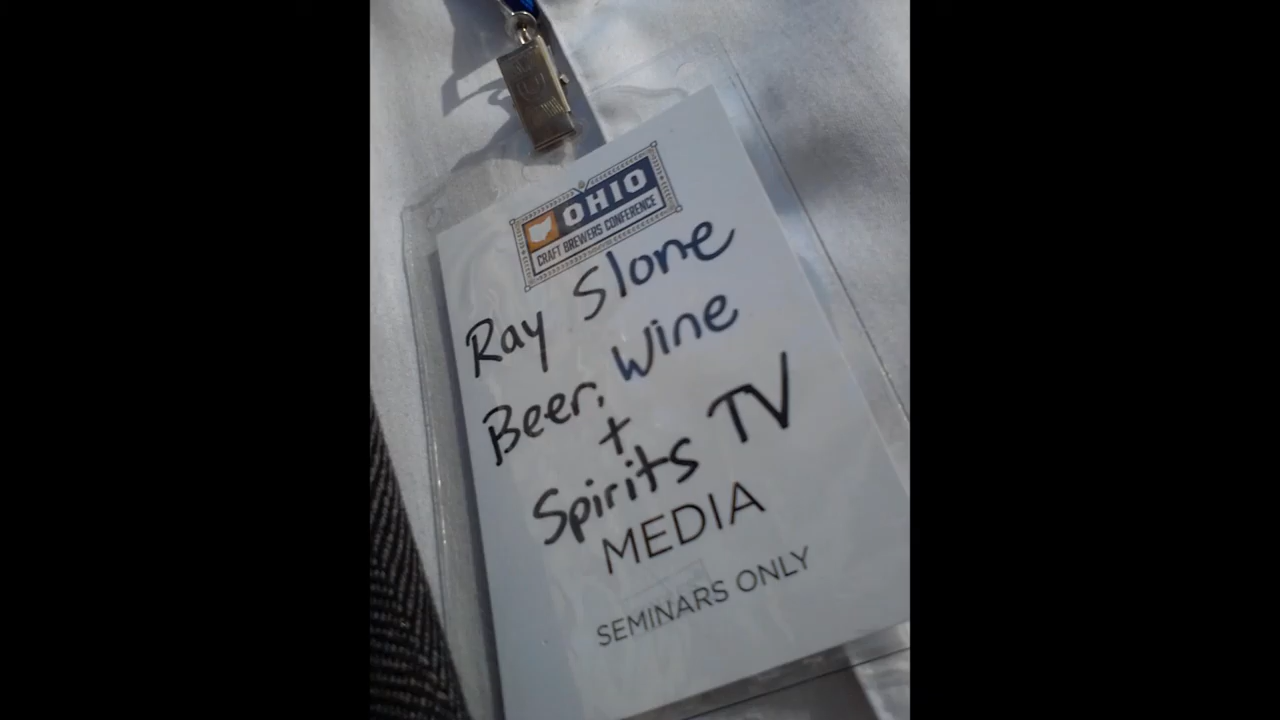 OHIO
CRAFT BREWERS CONFERENCE
Ray Slone
Beer, Wine
+
Spirits TV
MEDIA
SEMINARS ONLY